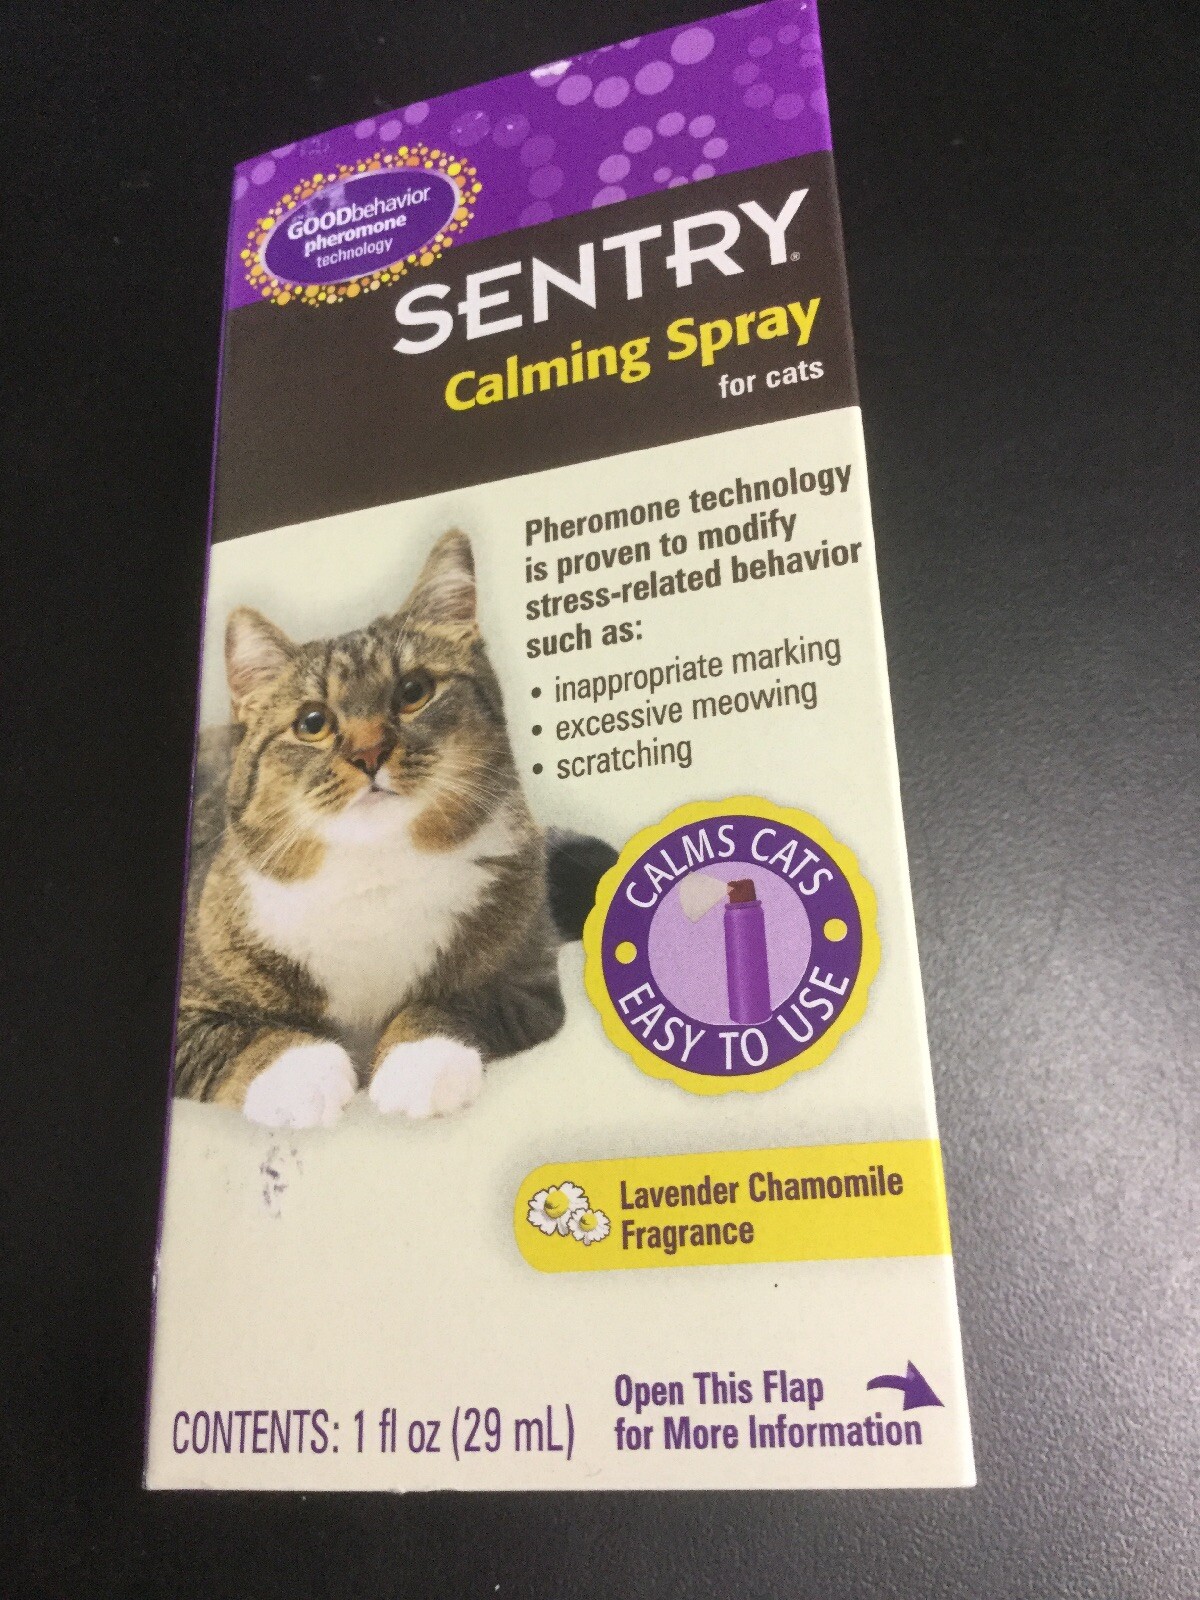 GOODbehavior
pheromone
technology
SENTRY®
Calming Spray
for cats
Pheromone technology
is proven to modify
stress-related behavior
such as:
• inappropriate marking
• excessive meowing
• scratching
CALMS CATS
• EASY TO USE •
Lavender Chamomile
Fragrance
Open This Flap
for More Information
CONTENTS: 1 fl oz (29 mL)